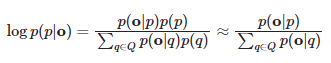 log p(p|𝐨) = p(𝐨|p)p(p) / ∑_{q∈Q} p(𝐨|q)p(q) ≈ p(𝐨|p) / ∑_{q∈Q} p(𝐨|q)